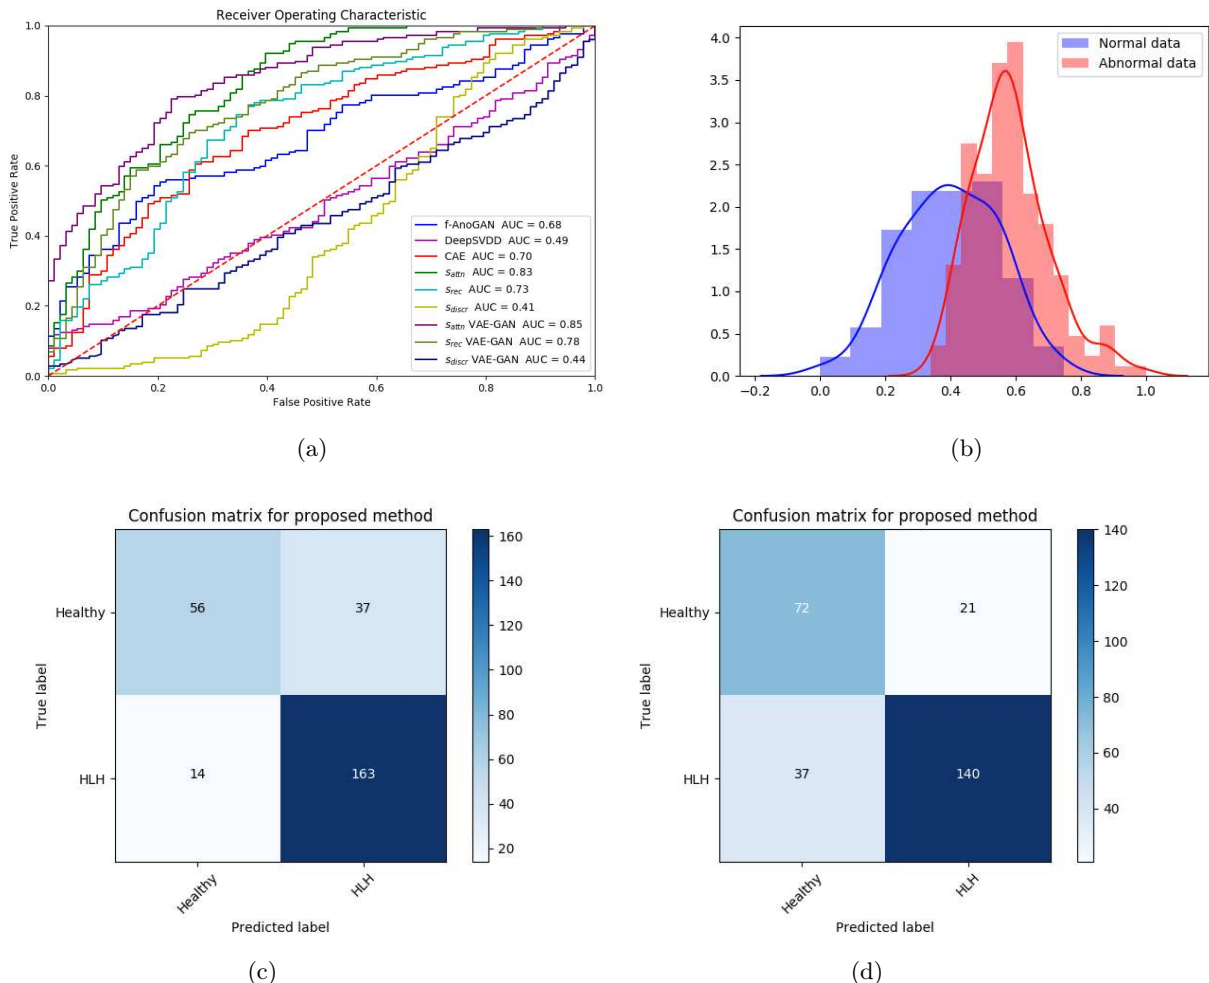 Receiver Operating Characteristic
1.0
0.8
0.6
0.4
0.2
0.0
True Positive Rate
f-AnoGAN AUC = 0.68
DeepSVDD AUC = 0.49
CAE AUC = 0.70
s_attn AUC = 0.83
s_rec AUC = 0.73
s_discr AUC = 0.41
s_attn VAE-GAN AUC = 0.85
s_rec VAE-GAN AUC = 0.78
s_discr VAE-GAN AUC = 0.44
0.0 0.2 0.4 0.6 0.8 1.0
False Positive Rate
(a)
Normal data
Abnormal data
4.0
3.5
3.0
2.5
2.0
1.5
1.0
0.5
0.0
−0.2 0.0 0.2 0.4 0.6 0.8 1.0
(b)
Confusion matrix for proposed method
True label
Healthy
56 37
HLH
14 163
Healthy HLH
Predicted label
160
140
120
100
80
60
40
20
(c)
Confusion matrix for proposed method
True label
Healthy
72 21
HLH
37 140
Healthy HLH
Predicted label
140
120
100
80
60
40
(d)